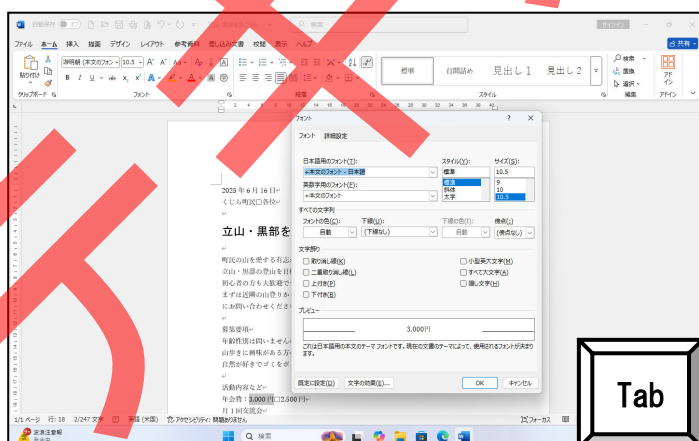 自動保存
検索
サインイン
ファイル ホーム 挿入 描画 デザイン レイアウト 参考資料 差し込み文書 校閲 表示 ヘルプ
共有
貼り付け
游明朝 (本文のフォン 10.5
標準 行間詰め 見出し 1 見出し 2
検索
置換
選択
アドイン
クリップボード フォント 段落 スタイル 編集 アドイン
2025 年 6 月 16 日
くじら町民各位
立山・黒部を
町民の山を愛する有志
立山・黒部の登山を目
初心者の方も大歓迎で
まずは近隣の山登りか
にお問い合わせくださ
募集要項
年齢性別は問いません
山歩きに興味がある方
自然が好きでゴミをが
活動内容など
年会費:3,000 円□2,500 円
月 1 回交流会
フォント ? ×
フォント 詳細設定
日本語用のフォント(T): スタイル(Y): サイズ(S):
+本文のフォント - 日本語 標準 10.5
標準 9
斜体 10
太字 10.5
英数字用のフォント(F):
+本文のフォント
すべての文字列
フォントの色(C): 下線(U): 下線の色(I): 傍点(;)
自動 (下線なし) 自動 (傍点なし)
文字飾り
取り消し線(K) 小型英大文字(M)
二重取り消し線(L) すべて大文字(A)
上付き(P) 隠し文字(H)
下付き(B)
プレビュー
3,000円
これは日本語用の本文のテーマ フォントです。現在の文書のテーマによって、使用されるフォントが決まります。
既定に設定(D) 文字の効果(E)... OK キャンセル
Tab
1/1 ページ 行: 18 2/247 文字 英語 (米国) アクセシビリティ: 問題ありません フォーカス
波浪注意報
発令中
検索